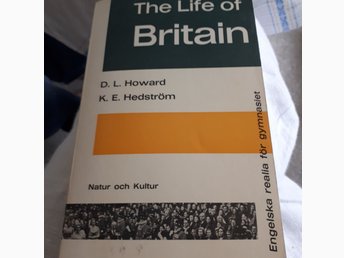 The Life of
Britain
D. L. Howard
K. E. Hedström
Engelska realia för gymnasiet
Natur och Kultur